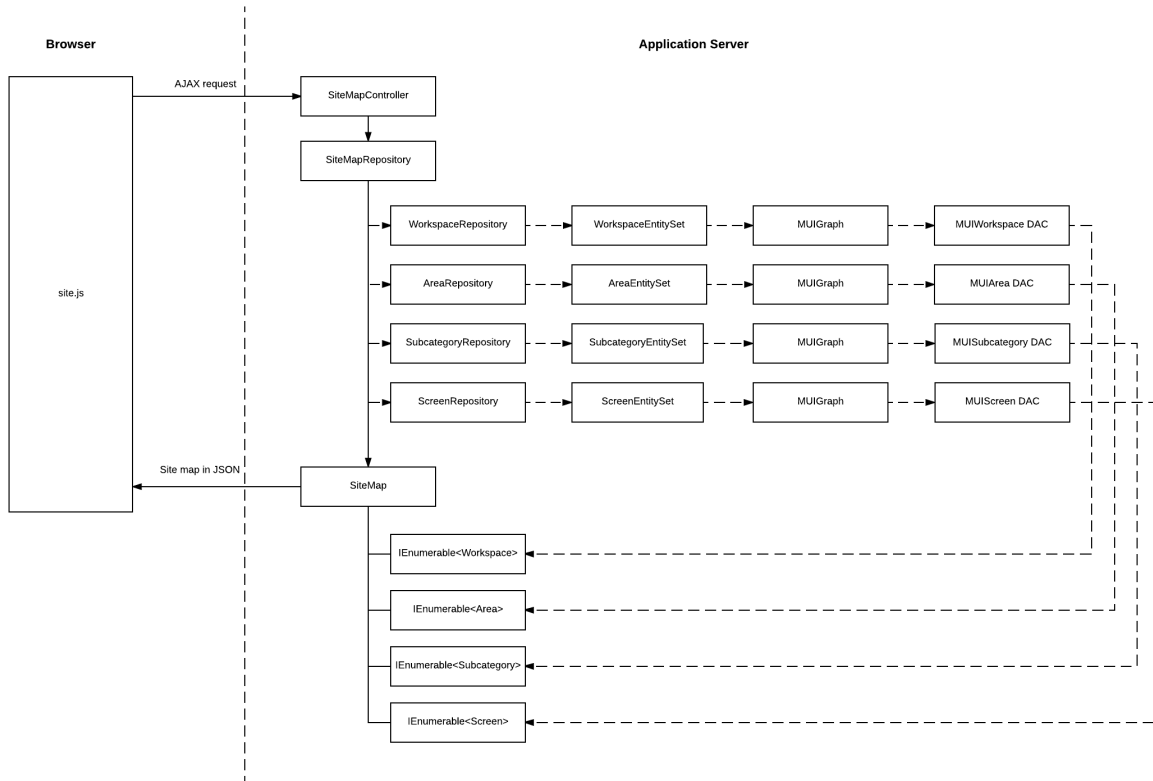 Browser
Application Server
AJAX request
SiteMapController
site.js
SiteMapRepository
WorkspaceRepository
WorkspaceEntitySet
MUIGraph
MUIWorkspace DAC
AreaRepository
AreaEntitySet
MUIGraph
MUIArea DAC
SubcategoryRepository
SubcategoryEntitySet
MUIGraph
MUISubcategory DAC
ScreenRepository
ScreenEntitySet
MUIGraph
MUIScreen DAC
Site map in JSON
SiteMap
IEnumerable<Workspace>
IEnumerable<Area>
IEnumerable<Subcategory>
IEnumerable<Screen>